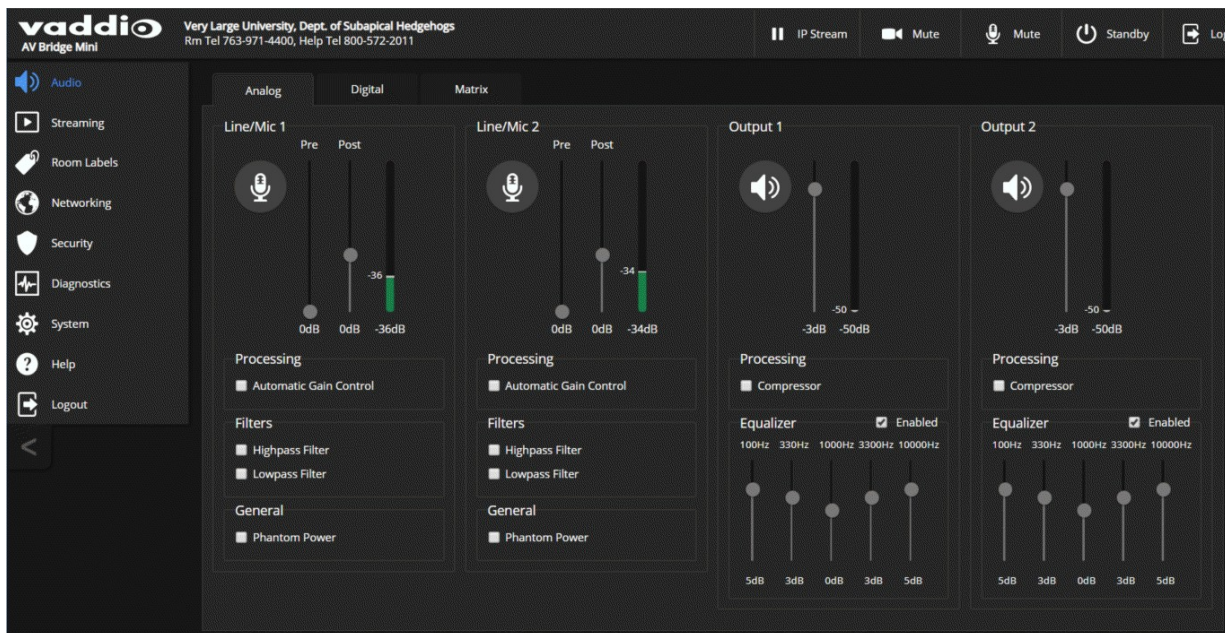 vaddio
AV Bridge Mini
Very Large University, Dept. of Subapical Hedgehogs
Rm Tel 763-971-4400, Help Tel 800-572-2011
IP Stream
Mute
Mute
Standby
Audio
Streaming
Room Labels
Networking
Security
Diagnostics
System
Help
Logout
<
Analog Digital Matrix
Line/Mic 1
Pre Post
-36
0dB 0dB -36dB
Processing
Automatic Gain Control
Filters
Highpass Filter
Lowpass Filter
General
Phantom Power
Line/Mic 2
Pre Post
-34
0dB 0dB -34dB
Processing
Automatic Gain Control
Filters
Highpass Filter
Lowpass Filter
General
Phantom Power
Output 1
-50
-3dB -50dB
Processing
Compressor
Equalizer Enabled
100Hz 330Hz 1000Hz 3300Hz 10000Hz
5dB 3dB 0dB 3dB 5dB
Output 2
-50
-3dB -50dB
Processing
Compressor
Equalizer Enabled
100Hz 330Hz 1000Hz 3300Hz 10000Hz
5dB 3dB 0dB 3dB 5dB